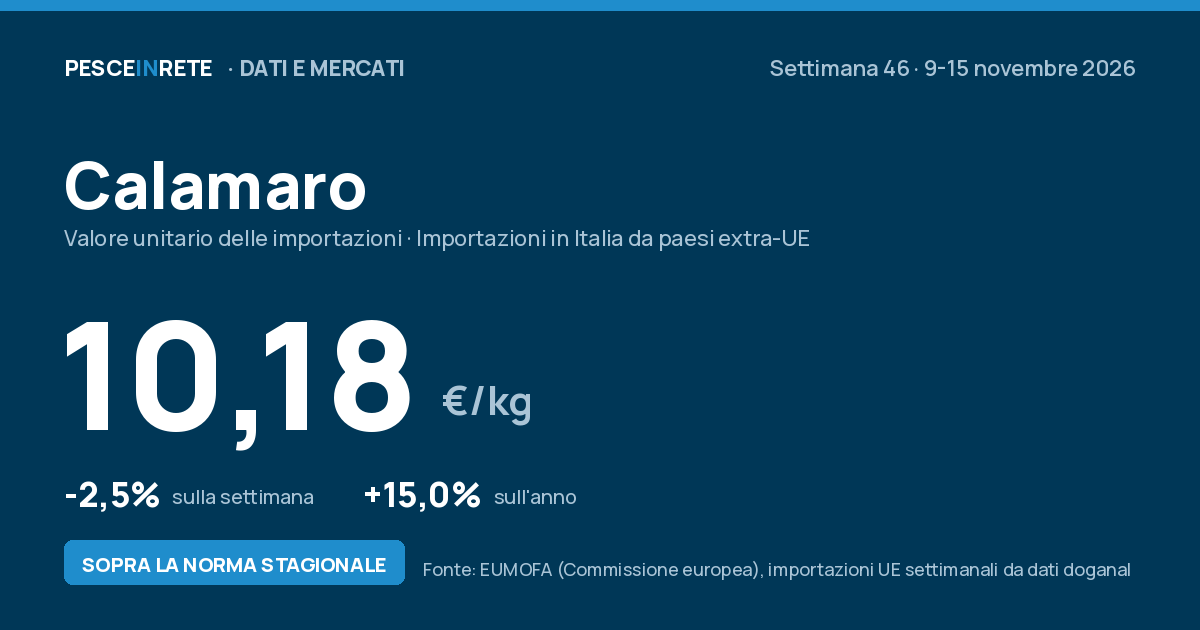 PESCEINRETE · DATI E MERCATI
Settimana 46 · 9-15 novembre 2026
Calamaro
Valore unitario delle importazioni · Importazioni in Italia da paesi extra-UE
10,18 €/kg
-2,5% sulla settimana +15,0% sull'anno
SOPRA LA NORMA STAGIONALE
Fonte: EUMOFA (Commissione europea), importazioni UE settimanali da dati doganal